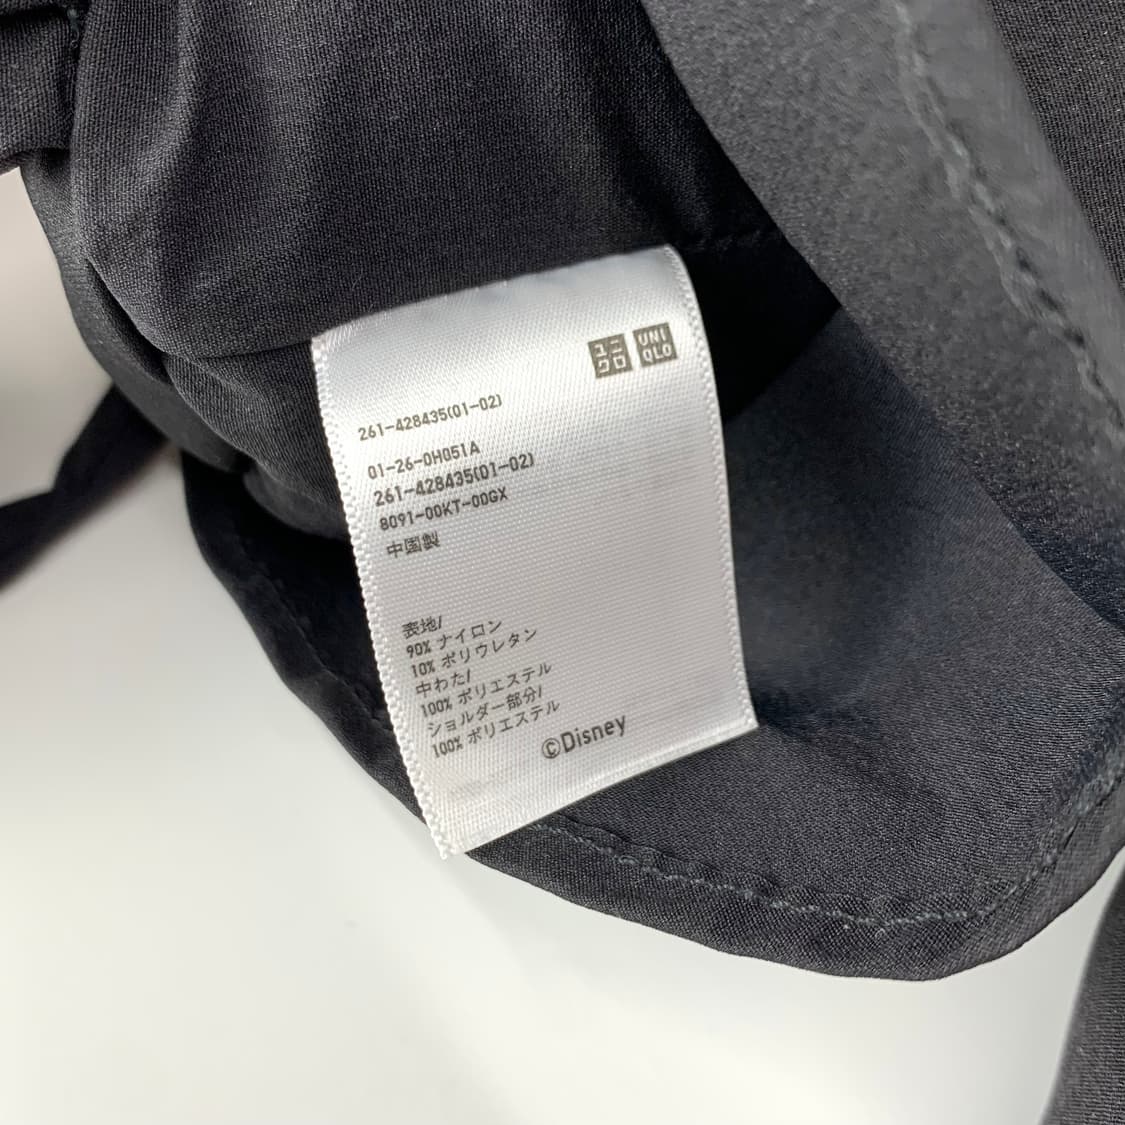 ユニ
クロ
UNI
QLO
261-428435(01-02)
01-26-0H051A
261-428435(01-02)
8091-00KT-00GX
中国製
表地/
90% ナイロン
10% ポリウレタン
中わた/
100% ポリエステル
ショルダー部分/
100% ポリエステル
©Disney